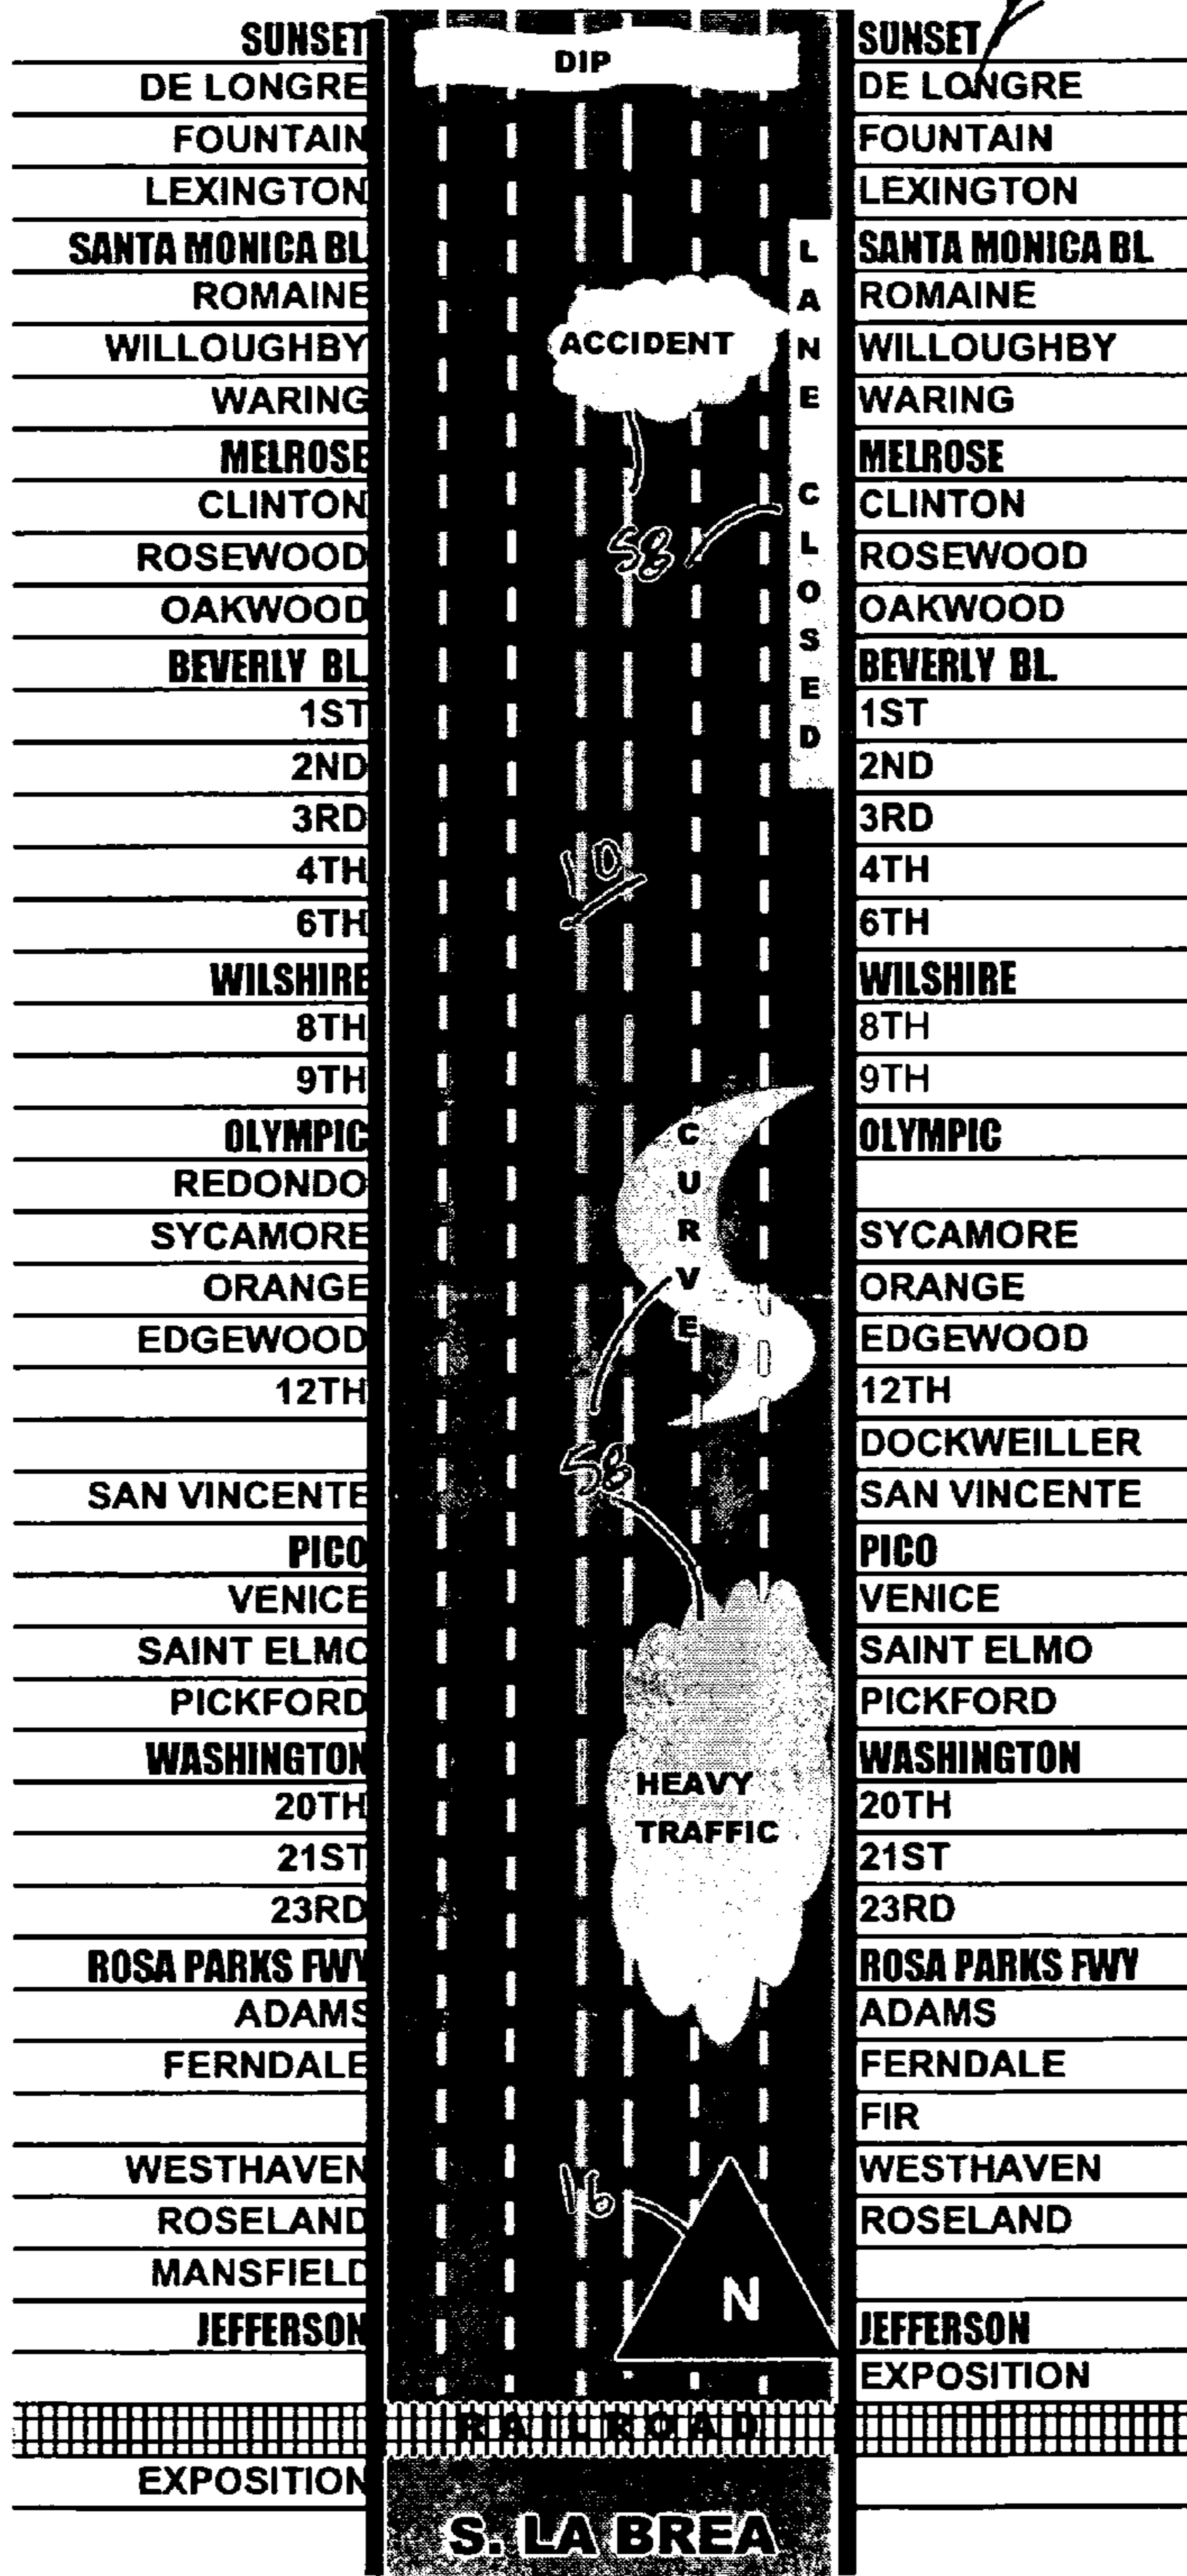 SUNSET SUNSET
DIP
DE LONGRE DE LONGRE
FOUNTAIN FOUNTAIN
LEXINGTON LEXINGTON
SANTA MONICA BL SANTA MONICA BL
ROMAINE ROMAINE
LANE CLOSED
ACCIDENT
WILLOUGHBY WILLOUGHBY
WARING WARING
MELROSE MELROSE
CLINTON CLINTON
58
ROSEWOOD ROSEWOOD
OAKWOOD OAKWOOD
BEVERLY BL BEVERLY BL.
1ST 1ST
2ND 2ND
3RD 3RD
10
4TH 4TH
6TH 6TH
WILSHIRE WILSHIRE
8TH 8TH
9TH 9TH
OLYMPIC OLYMPIC
CURVE
REDONDO
SYCAMORE SYCAMORE
ORANGE ORANGE
EDGEWOOD EDGEWOOD
12TH 12TH
DOCKWEILLER
58
SAN VINCENTE SAN VINCENTE
PICO PICO
VENICE VENICE
SAINT ELMO SAINT ELMO
PICKFORD PICKFORD
WASHINGTON WASHINGTON
HEAVY
TRAFFIC
20TH 20TH
21ST 21ST
23RD 23RD
ROSA PARKS FWY ROSA PARKS FWY
ADAMS ADAMS
FERNDALE FERNDALE
FIR
WESTHAVEN WESTHAVEN
16
ROSELAND ROSELAND
MANSFIELD
N
JEFFERSON JEFFERSON
EXPOSITION
RAILROAD
EXPOSITION
S. LA BREA